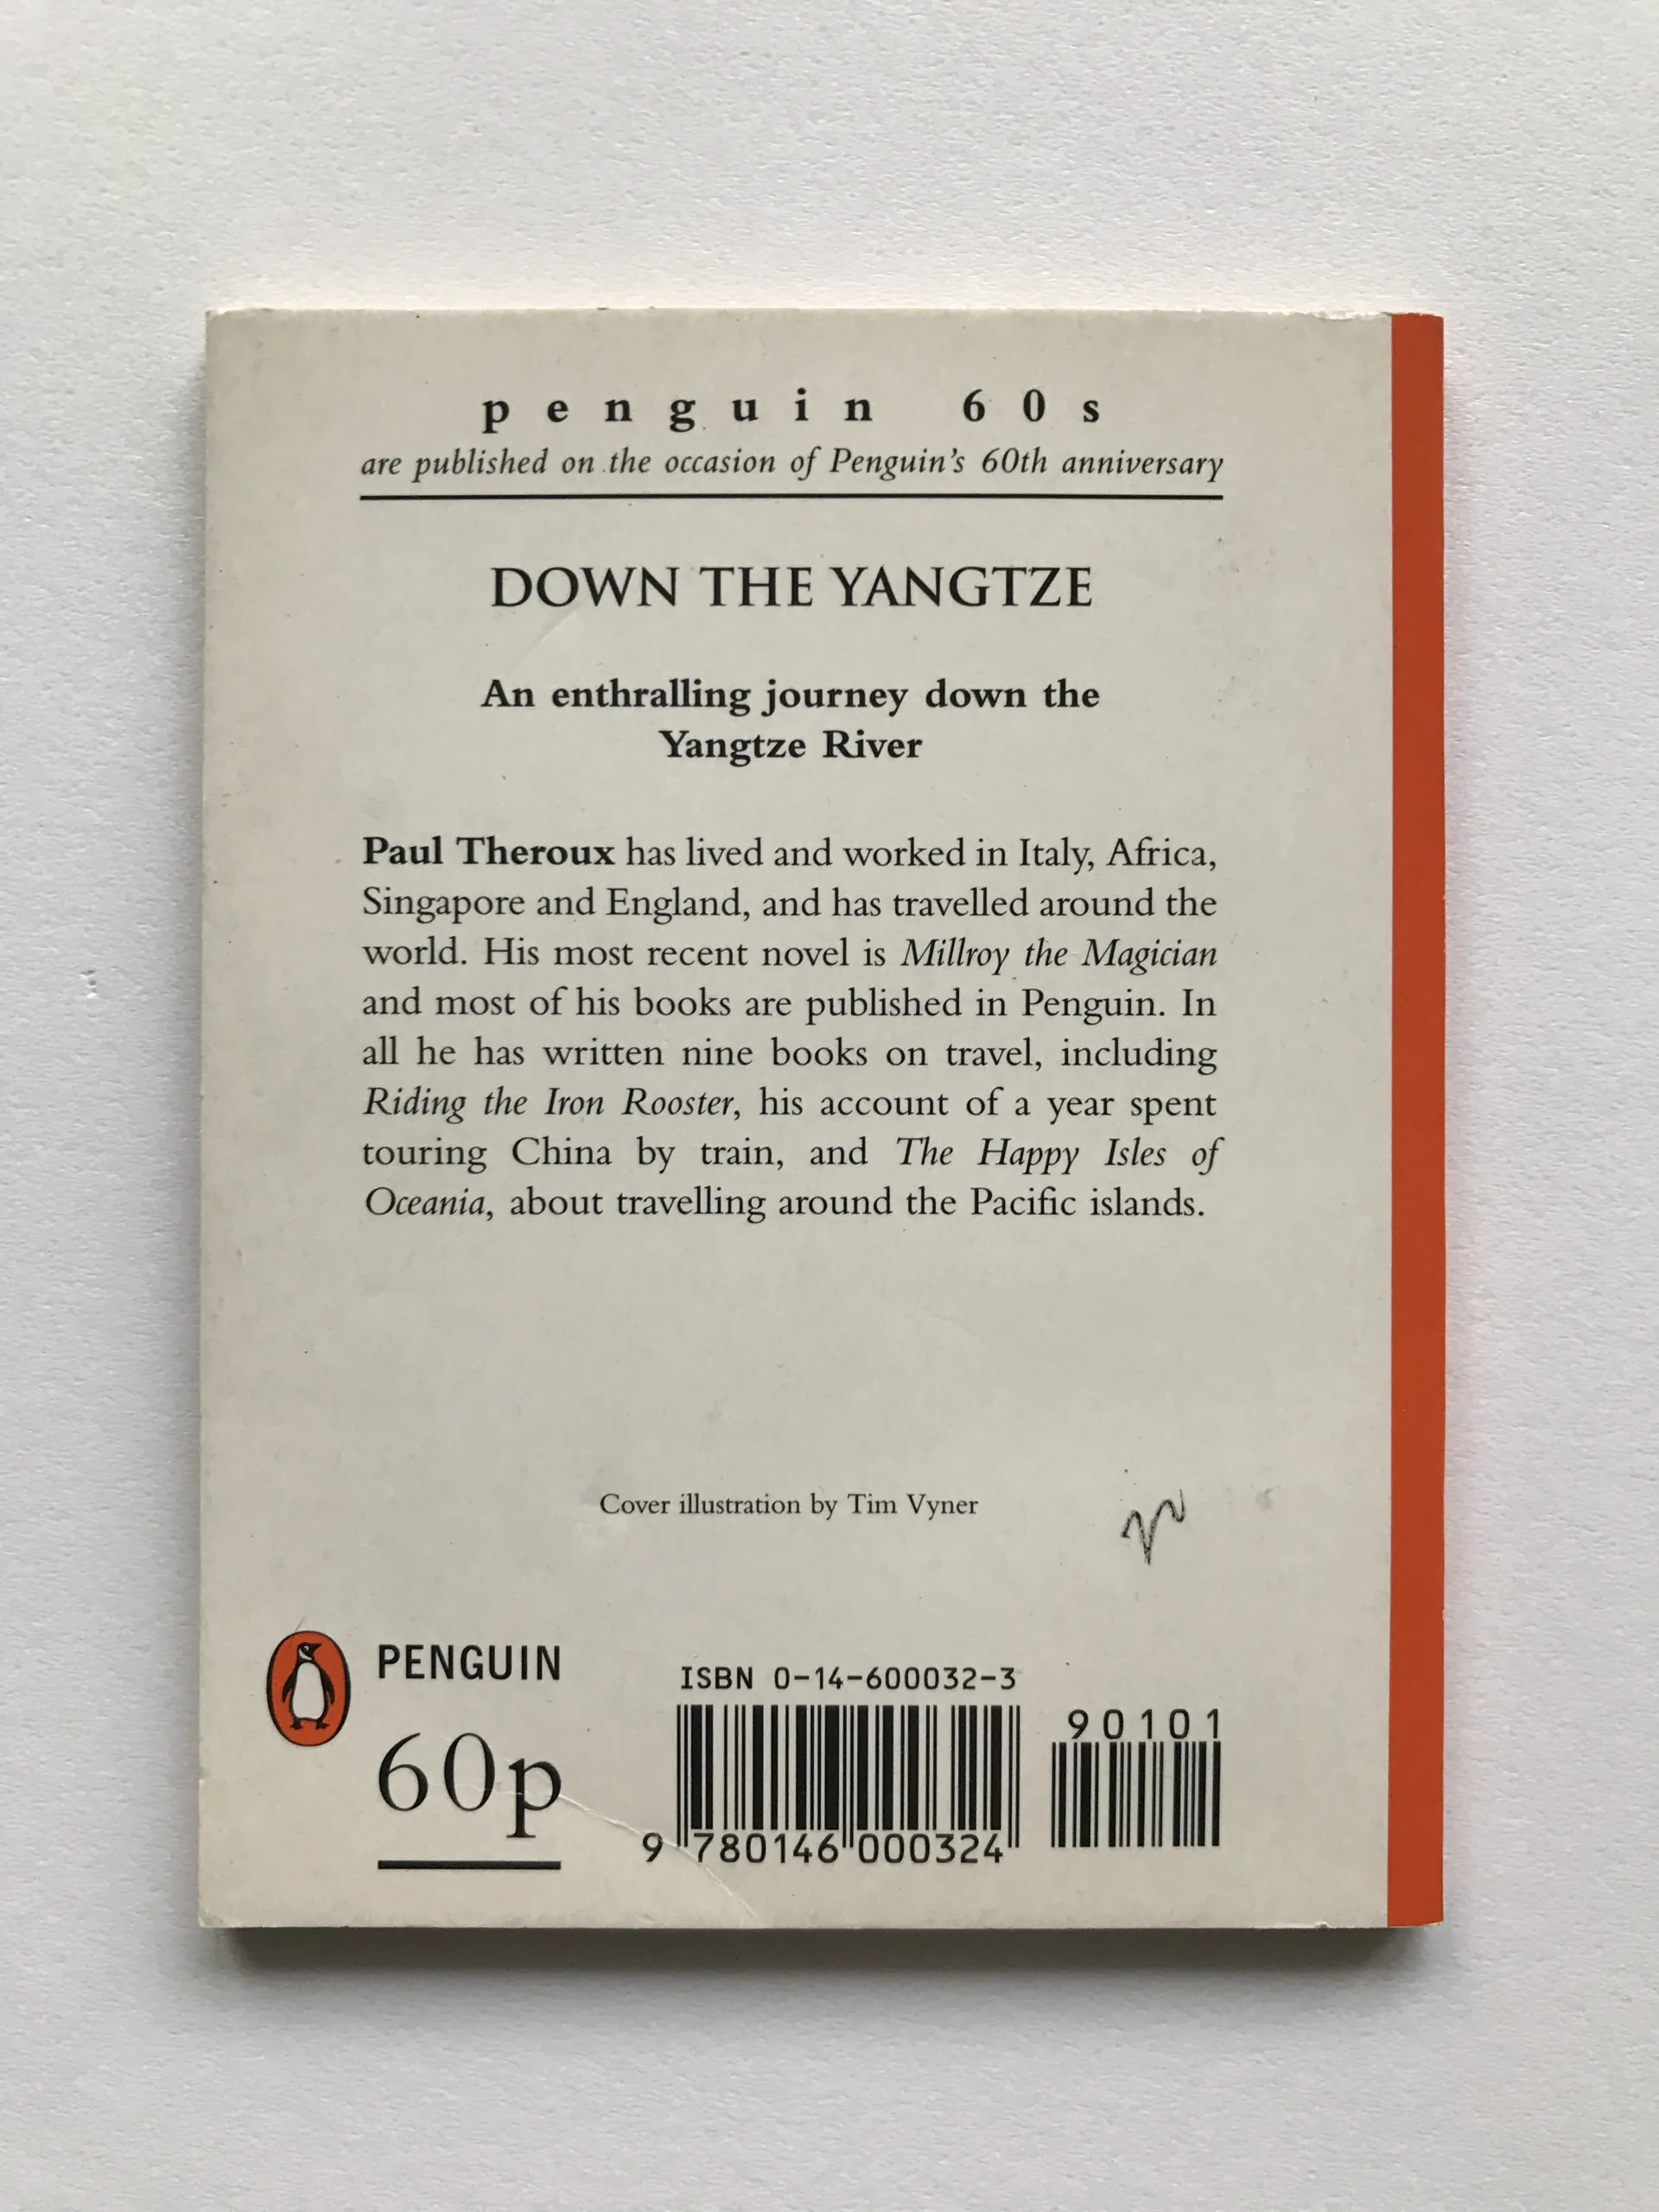 penguin 60s
are published on the occasion of Penguin's 60th anniversary
DOWN THE YANGTZE
An enthralling journey down the
Yangtze River
Paul Theroux has lived and worked in Italy, Africa,
Singapore and England, and has travelled around the
world. His most recent novel is Millroy the Magician
and most of his books are published in Penguin. In
all he has written nine books on travel, including
Riding the Iron Rooster, his account of a year spent
touring China by train, and The Happy Isles of
Oceania, about travelling around the Pacific islands.
Cover illustration by Tim Vyner
PENGUIN
60p
ISBN 0-14-600032-3
90101
9 780146 000324